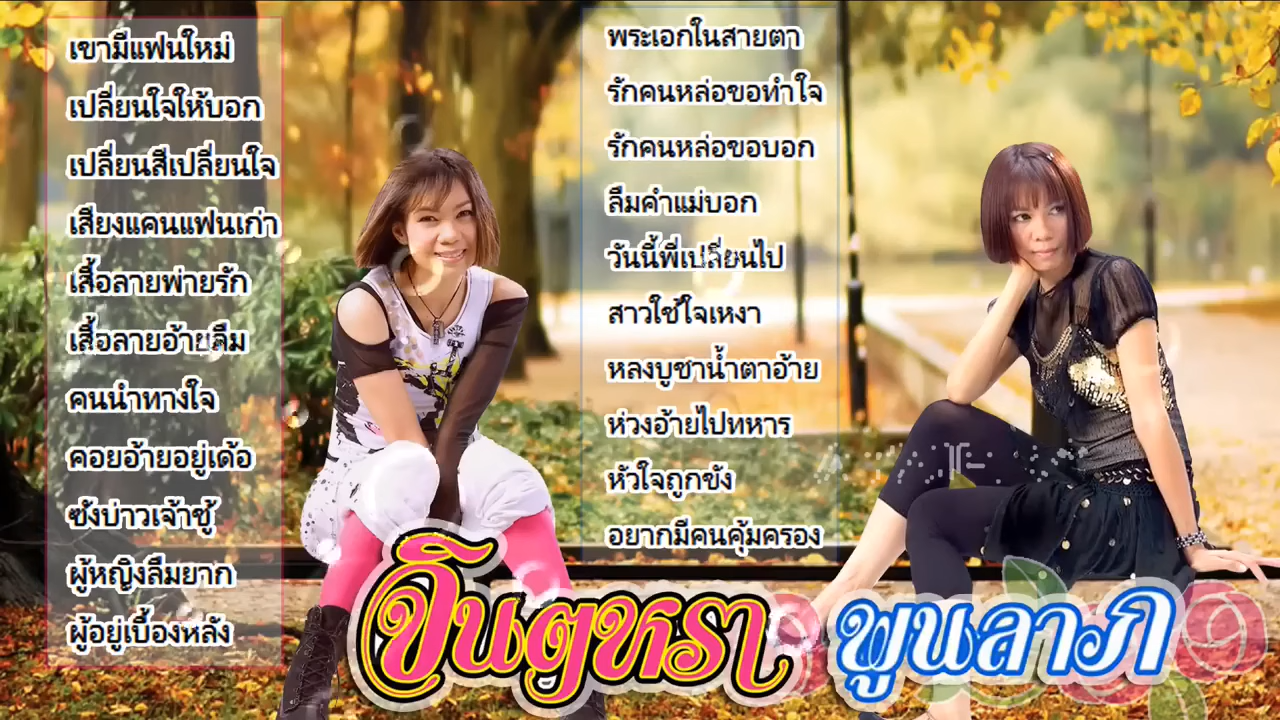 เขามีแฟนใหม่
เปลี่ยนใจให้บอก
เปลี่ยนสีเปลี่ยนใจ
เสียงแคนแฟนเก่า
เสื้อลายพ่ายรัก
เสื้อลายอ้ายลืม
คนนำทางใจ
คอยอ้ายอยู่เด้อ
ซังบ่าวเจ้าชู้
ผู้หญิงลืมยาก
ผู้อยู่เบื้องหลัง
พระเอกในสายตา
รักคนหล่อขอทำใจ
รักคนหล่อขอบอก
ลืมคำแม่บอก
วันนี้พี่เปลี่ยนไป
สาวใช้ใจเหงา
หลงบูชาน้ำตาอ้าย
ห่วงอ้ายไปทหาร
หัวใจถูกขัง
อยากมีคนคุ้มครอง
จินตหรา พูนลาภ